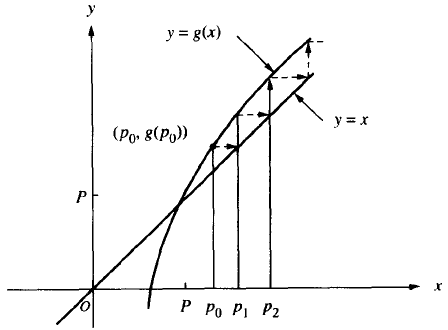 y
y = g(x)
y = x
(p₀, g(p₀))
P
O
P p₀ p₁ p₂
x